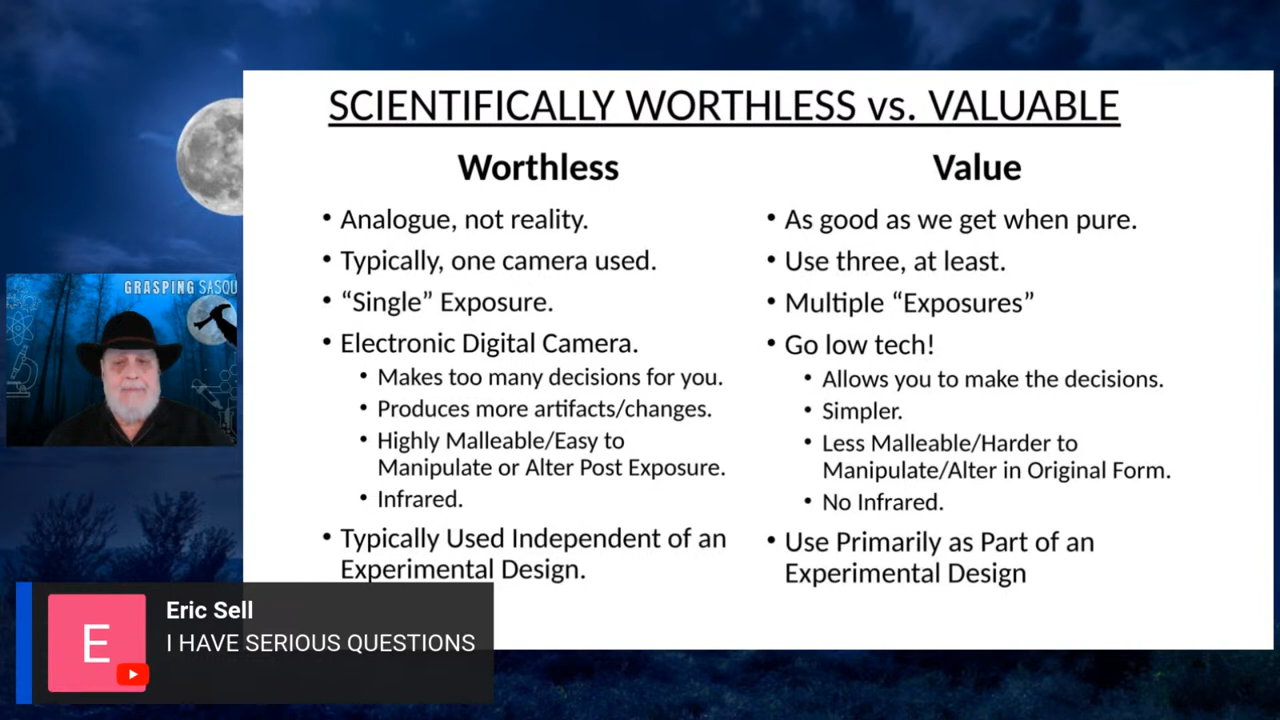 SCIENTIFICALLY WORTHLESS vs. VALUABLE
Worthless
• Analogue, not reality.
• Typically, one camera used.
• “Single” Exposure.
• Electronic Digital Camera.
• Makes too many decisions for you.
• Produces more artifacts/changes.
• Highly Malleable/Easy to
Manipulate or Alter Post Exposure.
• Infrared.
• Typically Used Independent of an
Experimental Design.
Value
• As good as we get when pure.
• Use three, at least.
• Multiple “Exposures”
• Go low tech!
• Allows you to make the decisions.
• Simpler.
• Less Malleable/Harder to
Manipulate/Alter in Original Form.
• No Infrared.
• Use Primarily as Part of an
Experimental Design
GRASPING SASQU
E
Eric Sell
I HAVE SERIOUS QUESTIONS